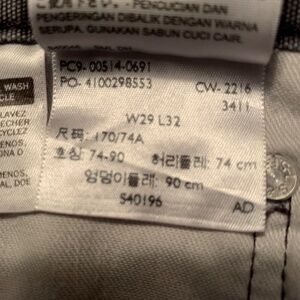 PENCUCIAN DAN
PENGERINGAN DIBALIK DENGAN WARNA
SERUPA. GUNAKAN SABUN CUCI CAIR.
WASH
PC9-00514-0691
PO-4100298553
CW-2216
3411
W29 L32
尺码: 170/74A
호칭: 74-90 허리둘레: 74 cm
엉덩이둘레: 90 cm
S40196
AD